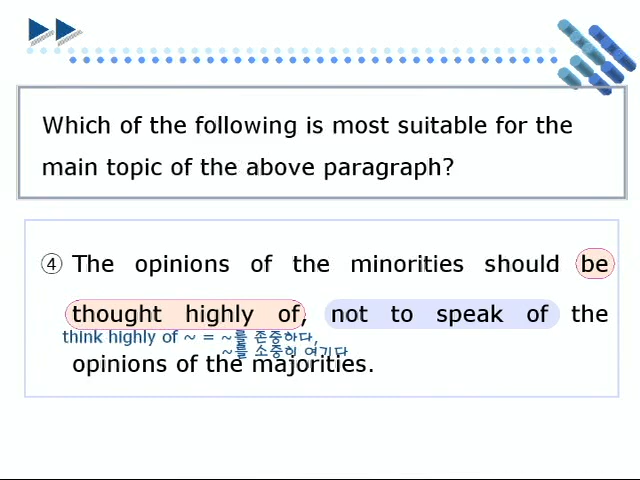 Which of the following is most suitable for the
main topic of the above paragraph?
④ The opinions of the minorities should be
thought highly of, not to speak of the
think highly of ~ = ~를 존중하다,
~를 소중히 여기다
opinions of the majorities.